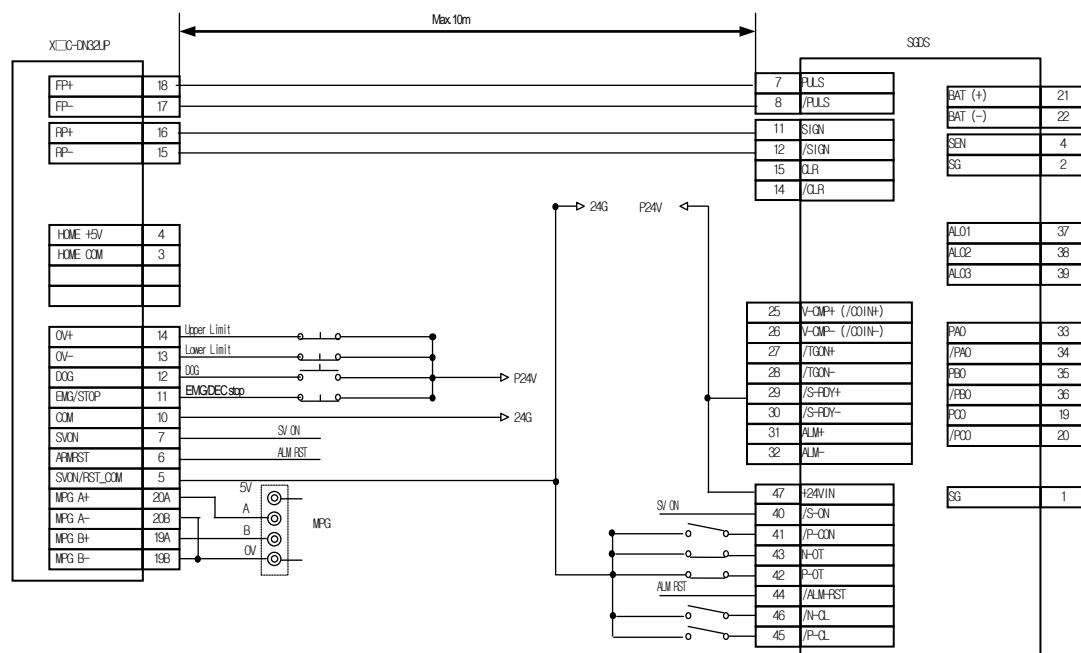 Max.10m
X□C-DN32UP
SGDS
FP+ 18
FP- 17
RP+ 16
RP- 15
HOME +5V 4
HOME COM 3
OV+ 14 Upper Limit
OV- 13 Lower Limit
DOG 12 DOG
EMG/STOP 11 EMG/DEC stop
COM 10
SVON 7 SV ON
ARMRST 6 ALM RST
SVON/RST_COM 5
MPG A+ 20A
MPG A- 20B
MPG B+ 19A
MPG B- 19B
5V
A
B
0V
MPG
P24V
24G
24G
P24V
7 PULS
8 /PULS
11 SIGN
12 /SIGN
15 CLR
14 /CLR
25 V-CMP+ (/COIN+)
26 V-CMP- (/COIN-)
27 /TGON+
28 /TGON-
29 /S-RDY+
30 /S-RDY-
31 ALM+
32 ALM-
47 +24VIN
SV ON 40 /S-ON
41 /P-CON
43 N-OT
42 P-OT
ALM RST 44 /ALM-RST
46 /N-CL
45 /P-CL
BAT (+) 21
BAT (-) 22
SEN 4
SG 2
ALO1 37
ALO2 38
ALO3 39
PAO 33
/PAO 34
PBO 35
/PBO 36
PCO 19
/PCO 20
SG 1